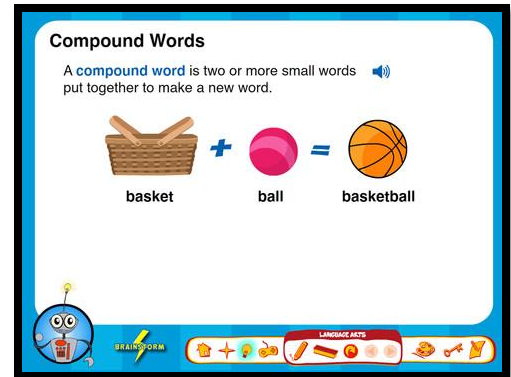 Compound Words
A compound word is two or more small words
put together to make a new word.
+ =
basket ball basketball
LANGUAGE ARTS
BRAINSTORM